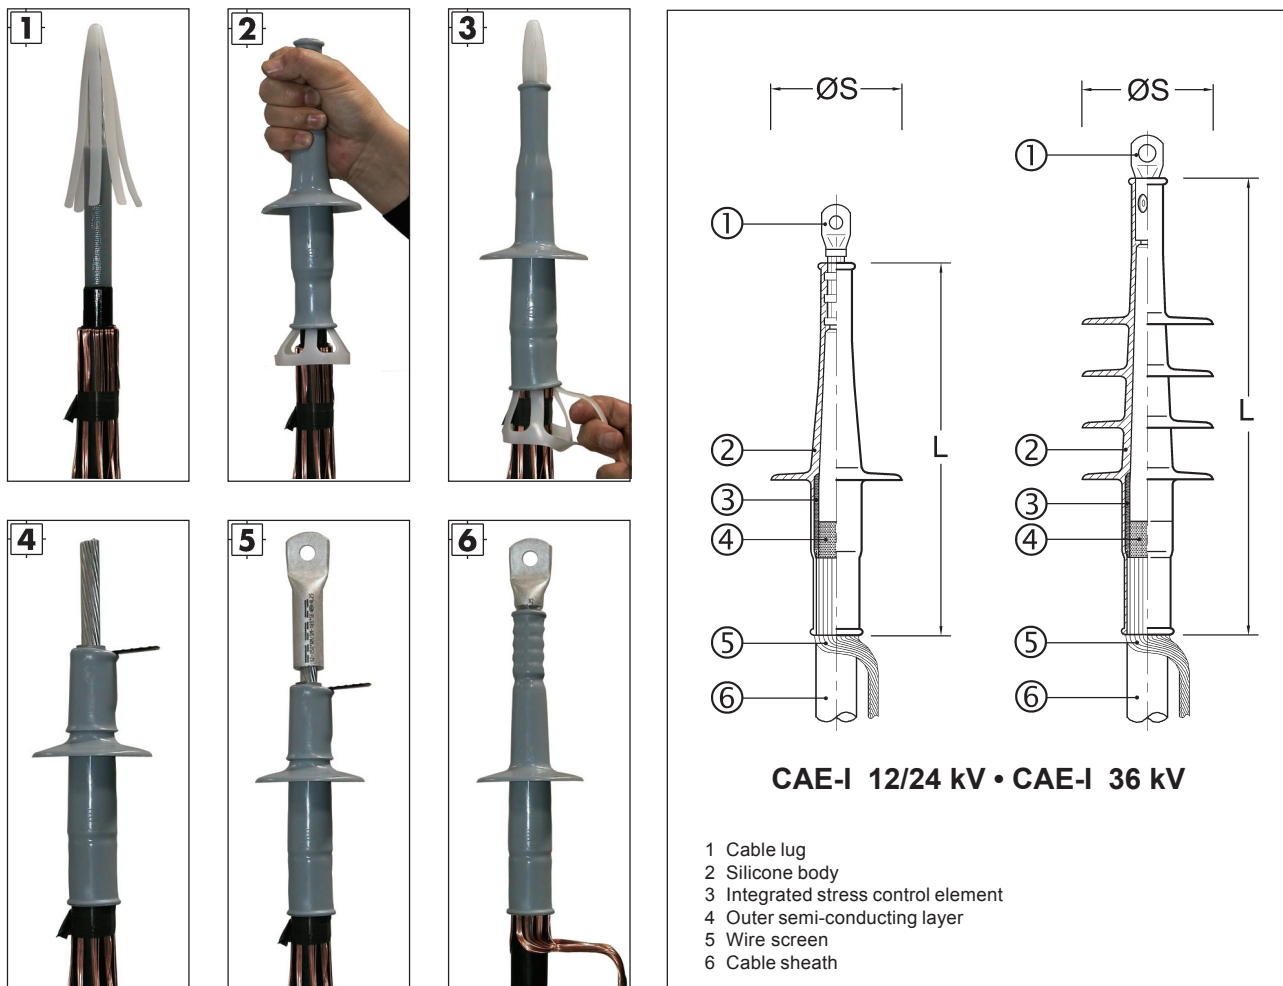 1
2
3
4
5
6
ØS
ØS
1
1
L
L
2
2
3
3
4
4
5
5
6
6
CAE-I 12/24 kV • CAE-I 36 kV
1 Cable lug
2 Silicone body
3 Integrated stress control element
4 Outer semi-conducting layer
5 Wire screen
6 Cable sheath